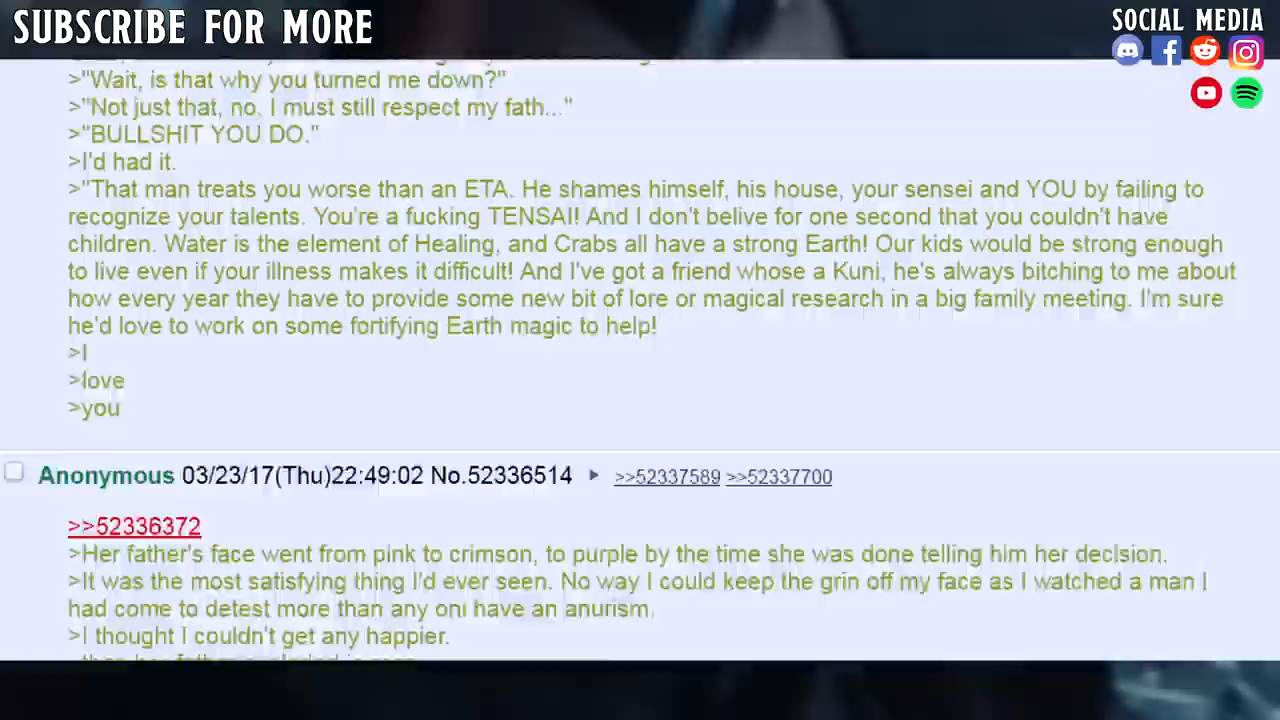 SUBSCRIBE FOR MORE
SOCIAL MEDIA
>"Wait, is that why you turned me down?"
>"Not just that, no. I must still respect my fath..."
>"BULLSHIT YOU DO."
>I'd had it.
>"That man treats you worse than an ETA. He shames himself, his house, your sensei and YOU by failing to
recognize your talents. You're a fucking TENSAI! And I don't belive for one second that you couldn't have
children. Water is the element of Healing, and Crabs all have a strong Earth! Our kids would be strong enough
to live even if your illness makes it difficult! And I've got a friend whose a Kuni, he's always bitching to me about
how every year they have to provide some new bit of lore or magical research in a big family meeting. I'm sure
he'd love to work on some fortifying Earth magic to help!
>I
>love
>you
Anonymous 03/23/17(Thu)22:49:02 No.52336514 ▶ >>52337589 >>52337700
>>52336372
>Her father's face went from pink to crimson, to purple by the time she was done telling him her decision.
>It was the most satisfying thing I'd ever seen. No way I could keep the grin off my face as I watched a man I
had come to detest more than any oni have an anurism.
>I thought I couldn't get any happier.